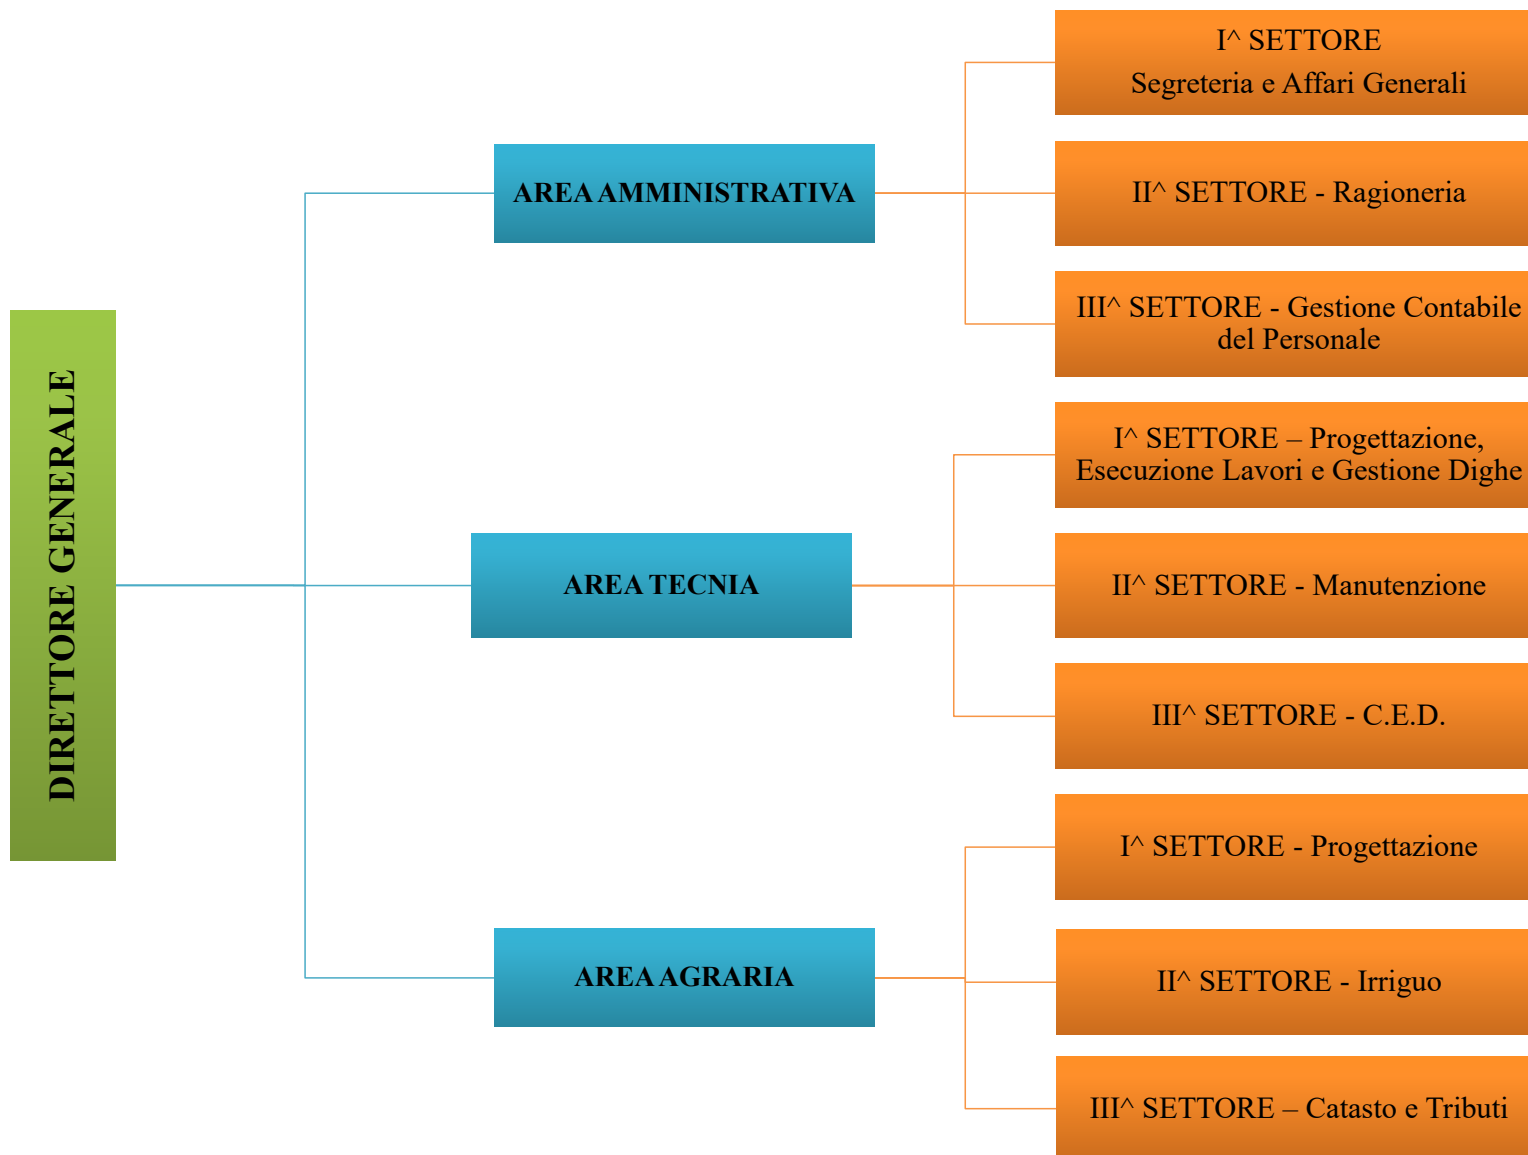 DIRETTORE GENERALE
AREA AMMINISTRATIVA
I^ SETTORE
Segreteria e Affari Generali
II^ SETTORE - Ragioneria
III^ SETTORE - Gestione Contabile
del Personale
AREA TECNIA
I^ SETTORE – Progettazione,
Esecuzione Lavori e Gestione Dighe
II^ SETTORE - Manutenzione
III^ SETTORE - C.E.D.
AREA AGRARIA
I^ SETTORE - Progettazione
II^ SETTORE - Irriguo
III^ SETTORE – Catasto e Tributi